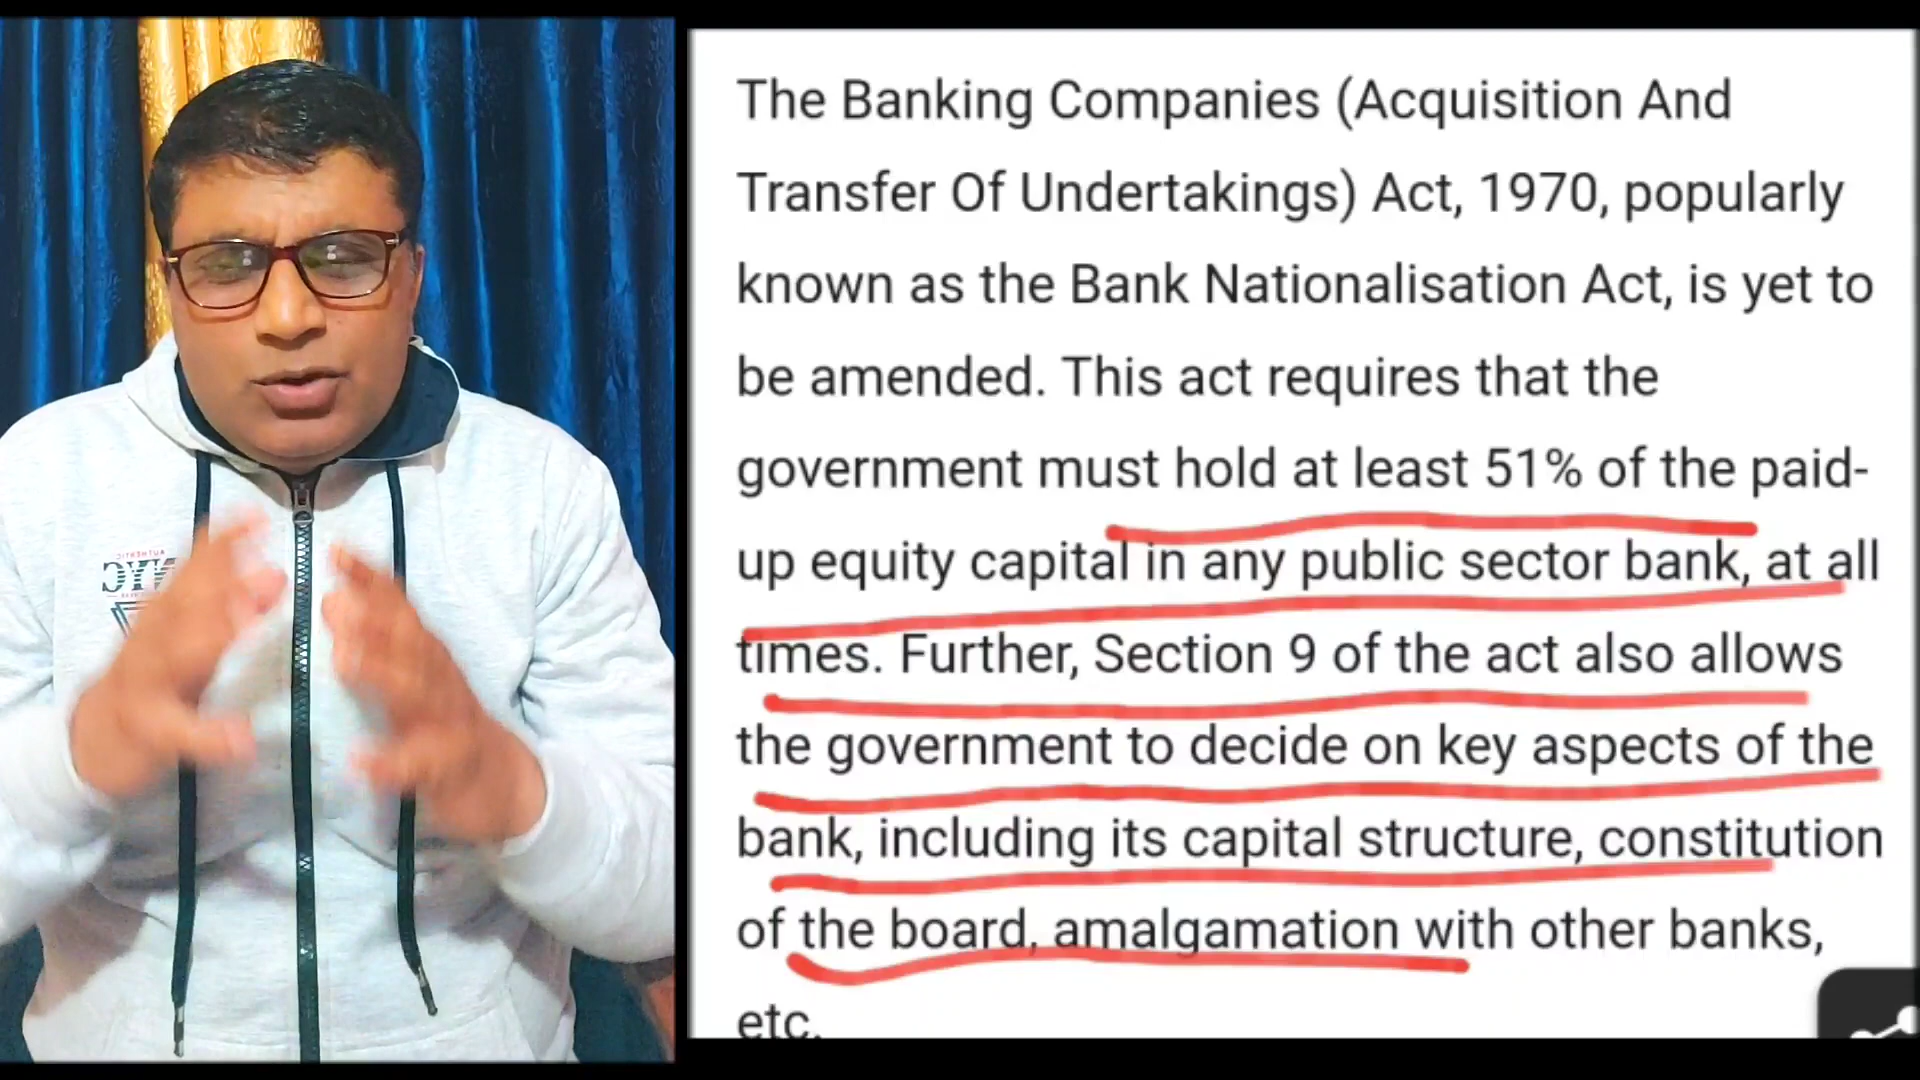 The Banking Companies (Acquisition And
Transfer Of Undertakings) Act, 1970, popularly
known as the Bank Nationalisation Act, is yet to
be amended. This act requires that the
government must hold at least 51% of the paid-
up equity capital in any public sector bank, at all
times. Further, Section 9 of the act also allows
the government to decide on key aspects of the
bank, including its capital structure, constitution
of the board, amalgamation with other banks,
etc.
AUTHENTIC